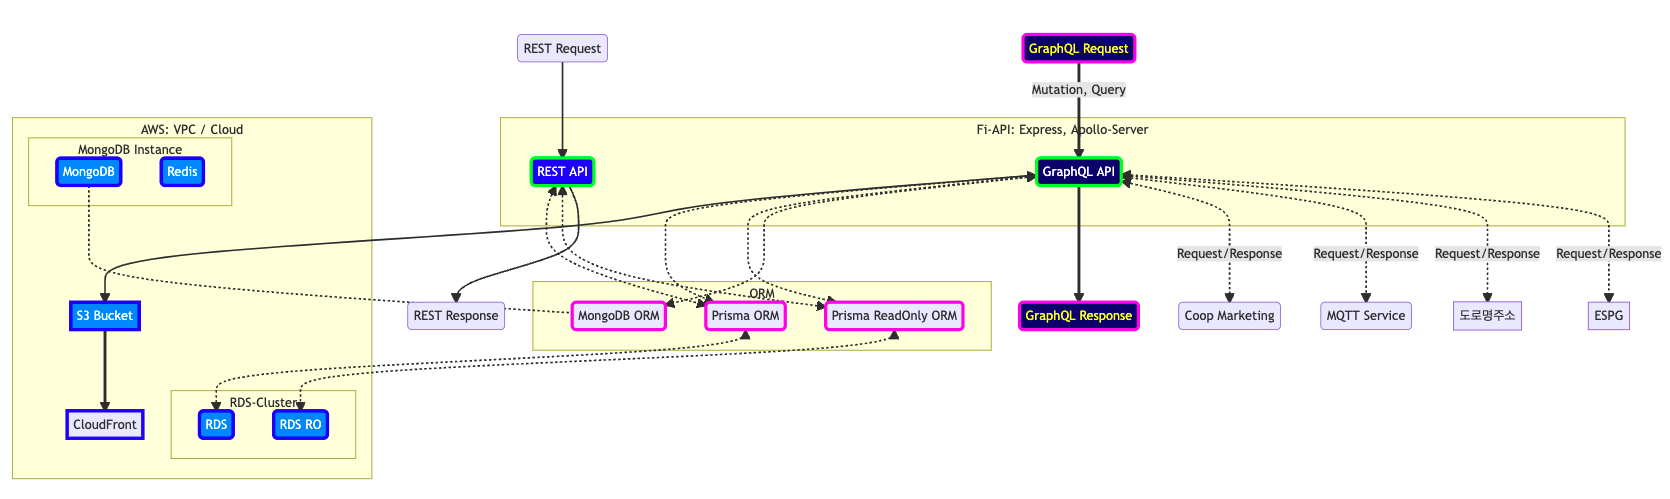 REST Request
GraphQL Request
Mutation, Query
AWS: VPC / Cloud
Fi-API: Express, Apollo-Server
MongoDB Instance
MongoDB
Redis
REST API
GraphQL API
Request/Response
Request/Response
Request/Response
Request/Response
ORM
S3 Bucket
REST Response
MongoDB ORM
Prisma ORM
Prisma ReadOnly ORM
GraphQL Response
Coop Marketing
MQTT Service
도로명주소
ESPG
RDS-Cluster
CloudFront
RDS
RDS RO